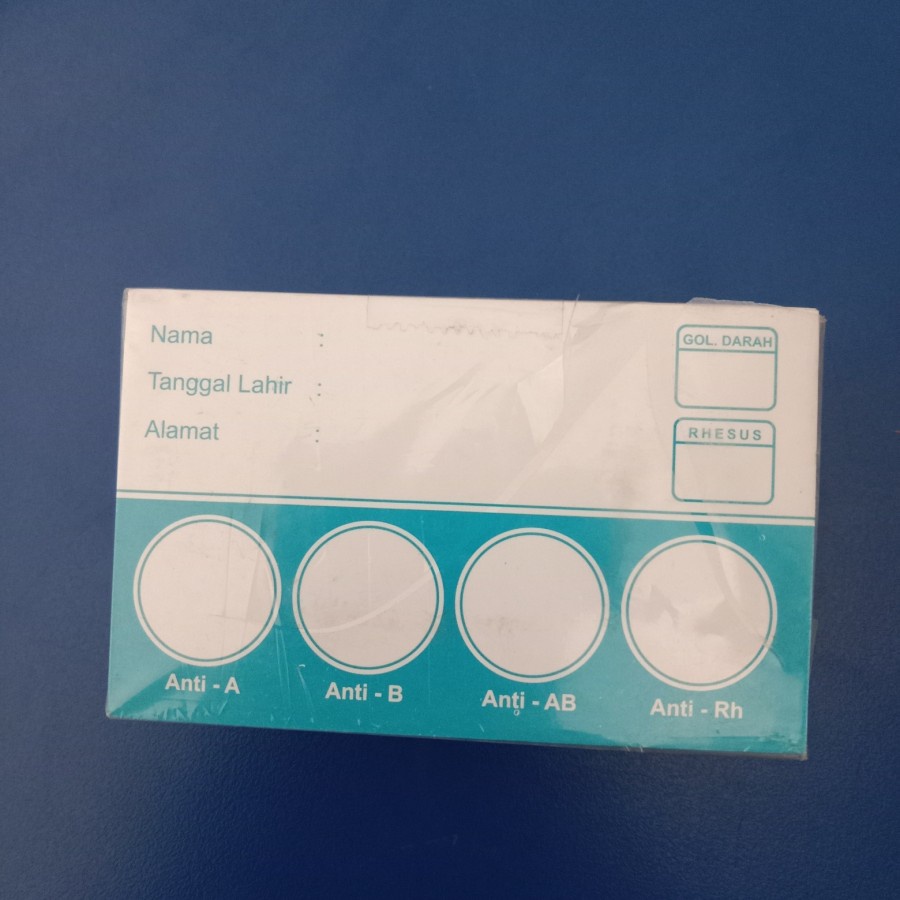 Nama :
Tanggal Lahir :
Alamat :
GOL. DARAH
RHESUS
Anti - A
Anti - B
Anti - AB
Anti - Rh